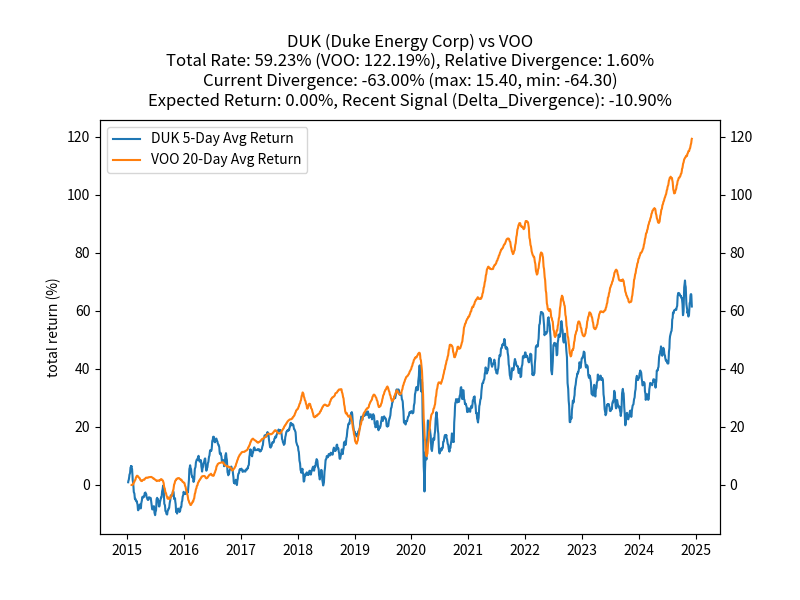 DUK (Duke Energy Corp) vs VOO
Total Rate: 59.23% (VOO: 122.19%), Relative Divergence: 1.60%
Current Divergence: -63.00% (max: 15.40, min: -64.30)
Expected Return: 0.00%, Recent Signal (Delta_Divergence): -10.90%
DUK 5-Day Avg Return
VOO 20-Day Avg Return
total return (%)
120
100
80
60
40
20
0
120
100
80
60
40
20
0
2015 2016 2017 2018 2019 2020 2021 2022 2023 2024 2025